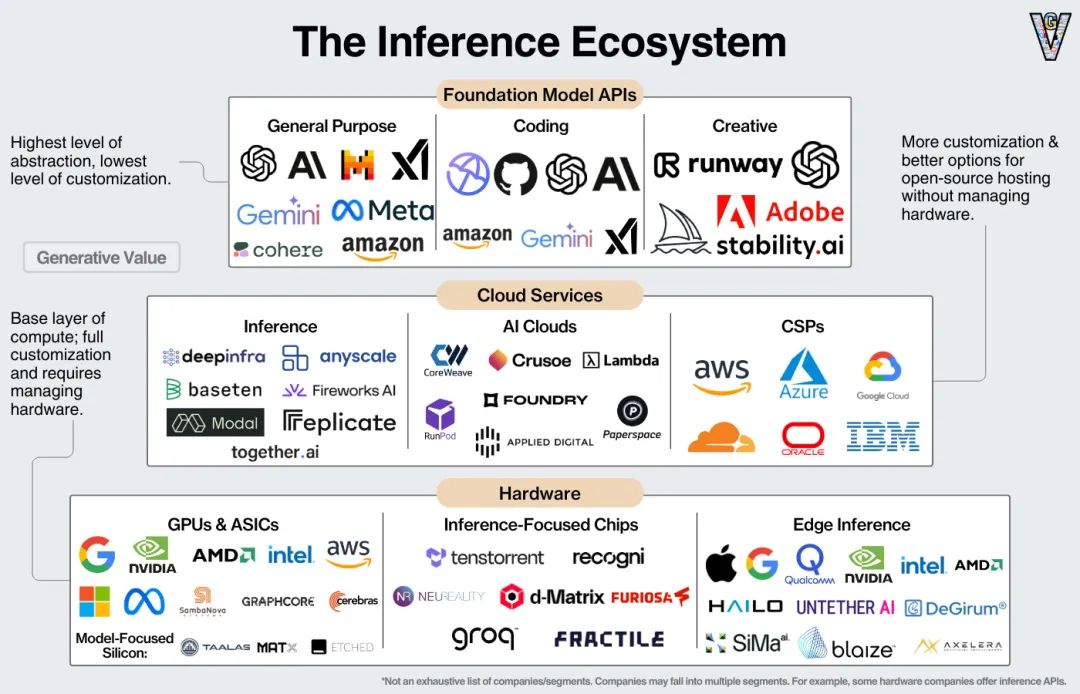 The Inference Ecosystem
Foundation Model APIs
Highest level of
abstraction, lowest
level of customization.
General Purpose
Gemini
Meta
cohere
amazon
Coding
amazon
Gemini
Creative
runway
Adobe
stability.ai
More customization &
better options for
open-source hosting
without managing
hardware.
Generative Value
Cloud Services
Base layer of
compute; full
customization
and requires
managing
hardware.
Inference
deepinfra
anyscale
baseten
Fireworks AI
Modal
replicate
together.ai
AI Clouds
CoreWeave
Crusoe
Lambda
FOUNDRY
RunPod
APPLIED DIGITAL
Paperspace
CSPs
aws
Azure
Google Cloud
ORACLE
IBM
Hardware
GPUs & ASICs
NVIDIA
AMD
intel
aws
SambaNova
SYSTEMS
GRAPHCORE
cerebras
Model-Focused
Silicon:
TAALAS
MATX
ETCHED
Inference-Focused Chips
tenstorrent
recogni
NR NEUREALITY
d-Matrix
FURIOSA
groq
FRACTILE
Edge Inference
Qualcomm
NVIDIA
intel
AMD
HAILO
UNTETHER AI
DeGirum®
SiMa ai
blaize
AXELERA
*Not an exhaustive list of companies/segments. Companies may fall into multiple segments. For example, some hardware companies offer inference APIs.